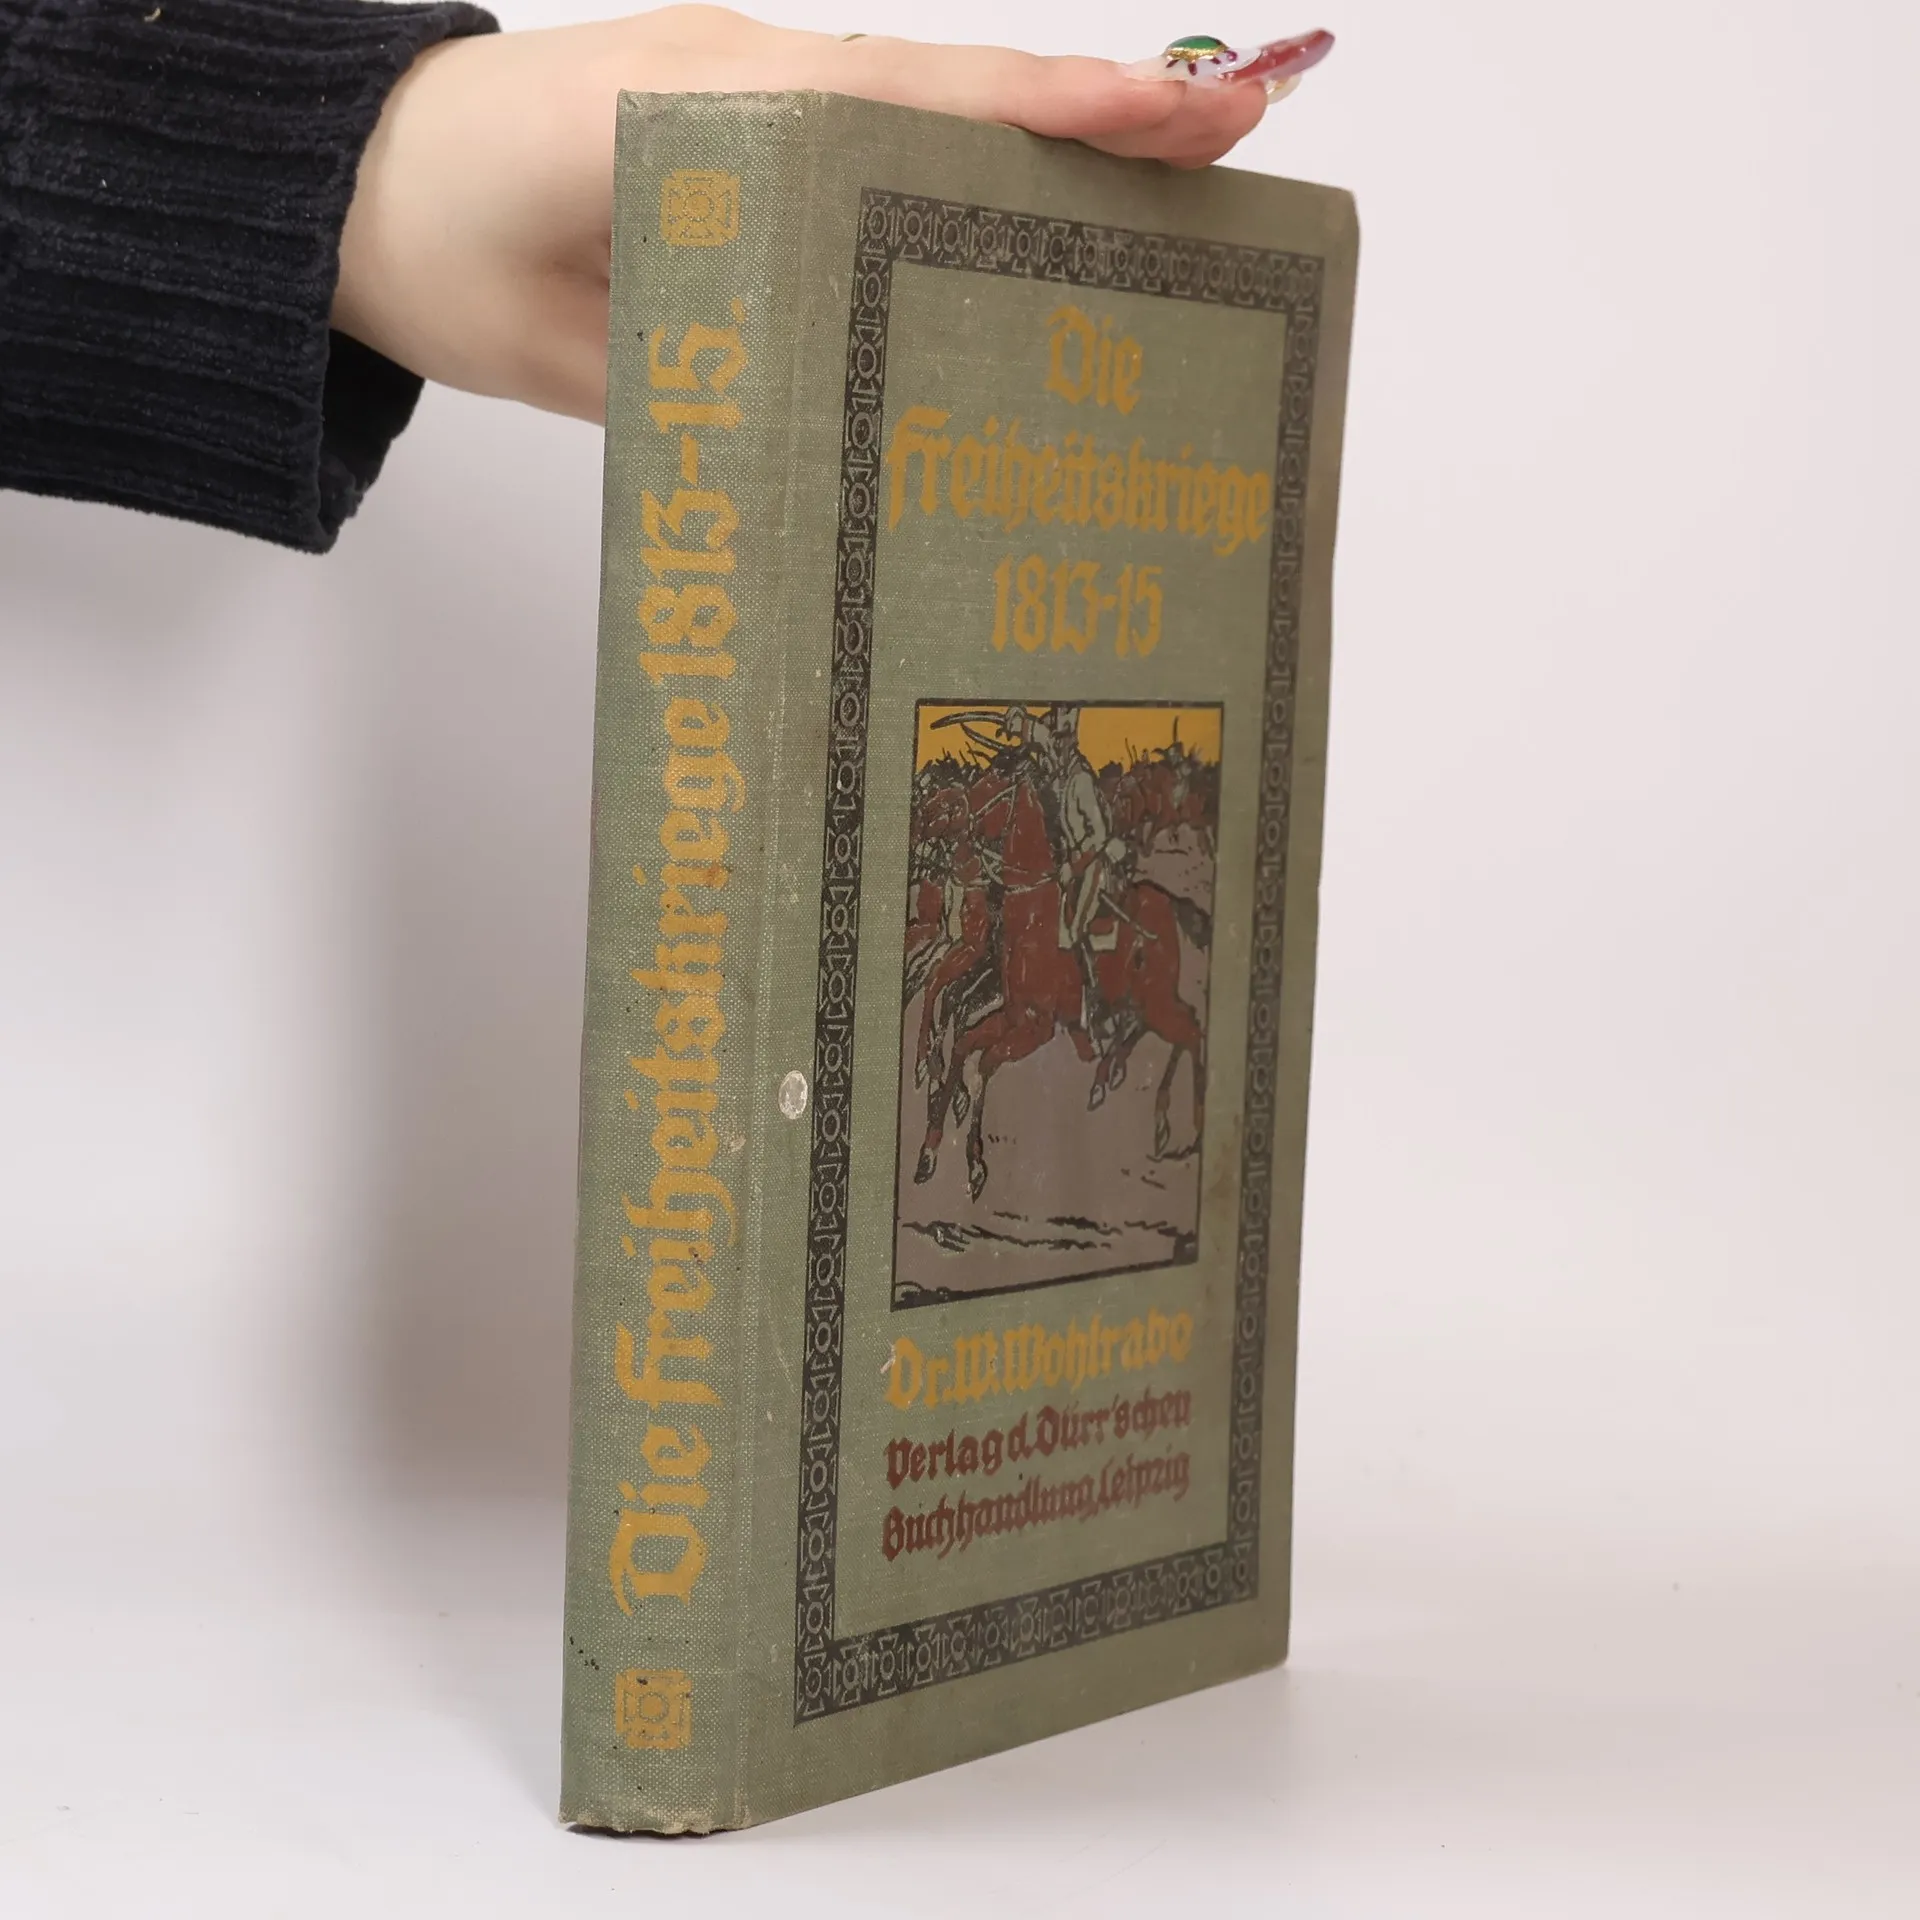 Die Freiheitskriege 1813-15.
Die
Freiheitskriege
1813-15
Dr. W. Wohlrabe
Verlag d. Dürr'schen
Buchhandlung, Leipzig